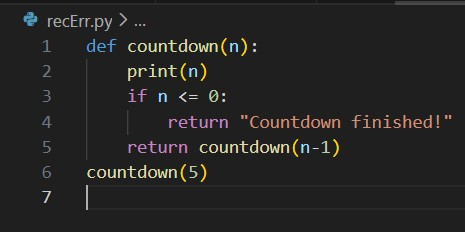 recErr.py > ...
1 def countdown(n):
2     print(n)
3     if n <= 0:
4         return "Countdown finished!"
5     return countdown(n-1)
6 countdown(5)
7